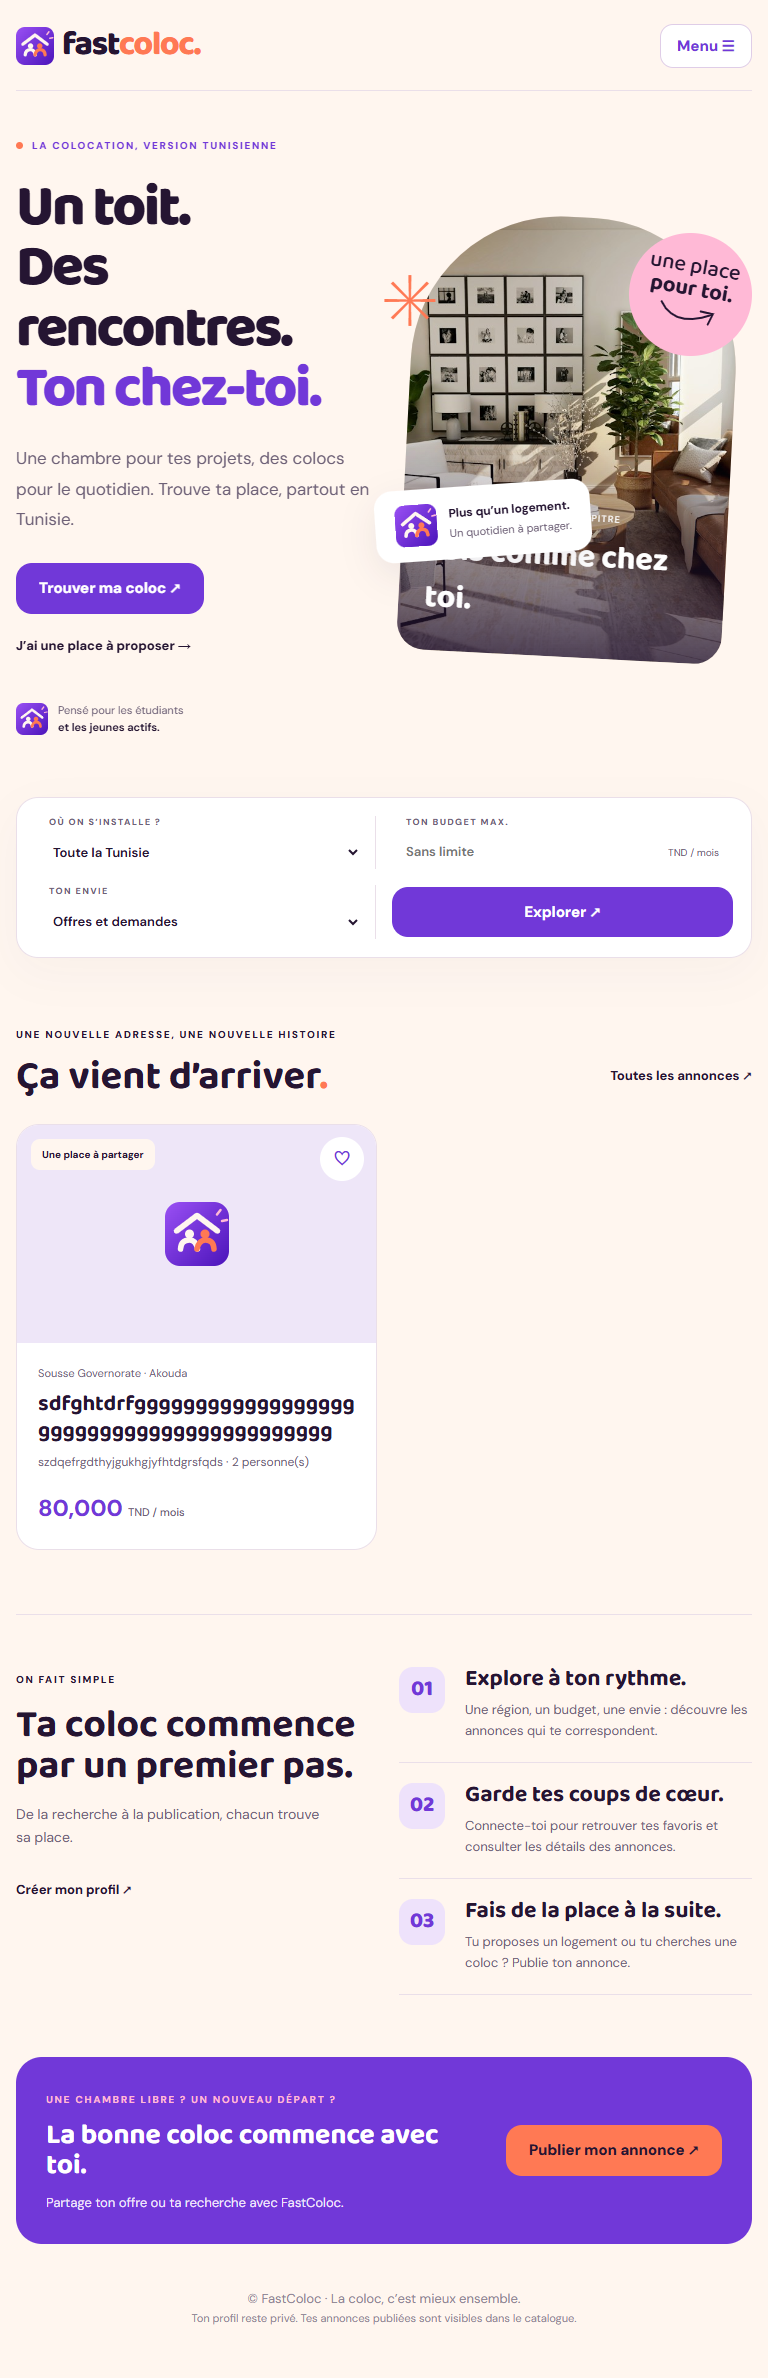 fastcoloc.
Menu ☰
LA COLOCATION, VERSION TUNISIENNE
Un toit.
Des
rencontres.
Ton chez-toi.
Une chambre pour tes projets, des colocs
pour le quotidien. Trouve ta place, partout en
Tunisie.
Trouver ma coloc ↗
J’ai une place à proposer →
Pensé pour les étudiants
et les jeunes actifs.
une place
pour toi.
Plus qu’un logement.
Un quotidien à partager.
comme chez
toi.
OÙ ON S’INSTALLE ?
Toute la Tunisie
TON BUDGET MAX.
Sans limite
TND / mois
TON ENVIE
Offres et demandes
Explorer ↗
UNE NOUVELLE ADRESSE, UNE NOUVELLE HISTOIRE
Ça vient d’arriver.
Toutes les annonces ↗
Une place à partager
Sousse Governorate · Akouda
sdfghtdrfgggggggggggggggggg
ggggggggggggggggggggggggg
szdqefrgdthyjgukhgjyfhtdgrsfqds · 2 personne(s)
80,000 TND / mois
ON FAIT SIMPLE
Ta coloc commence
par un premier pas.
De la recherche à la publication, chacun trouve
sa place.
Créer mon profil ↗
01
Explore à ton rythme.
Une région, un budget, une envie : découvre les
annonces qui te correspondent.
02
Garde tes coups de cœur.
Connecte-toi pour retrouver tes favoris et
consulter les détails des annonces.
03
Fais de la place à la suite.
Tu proposes un logement ou tu cherches une
coloc ? Publie ton annonce.
UNE CHAMBRE LIBRE ? UN NOUVEAU DÉPART ?
La bonne coloc commence avec
toi.
Partage ton offre ou ta recherche avec FastColoc.
Publier mon annonce ↗
© FastColoc · La coloc, c’est mieux ensemble.
Ton profil reste privé. Tes annonces publiées sont visibles dans le catalogue.